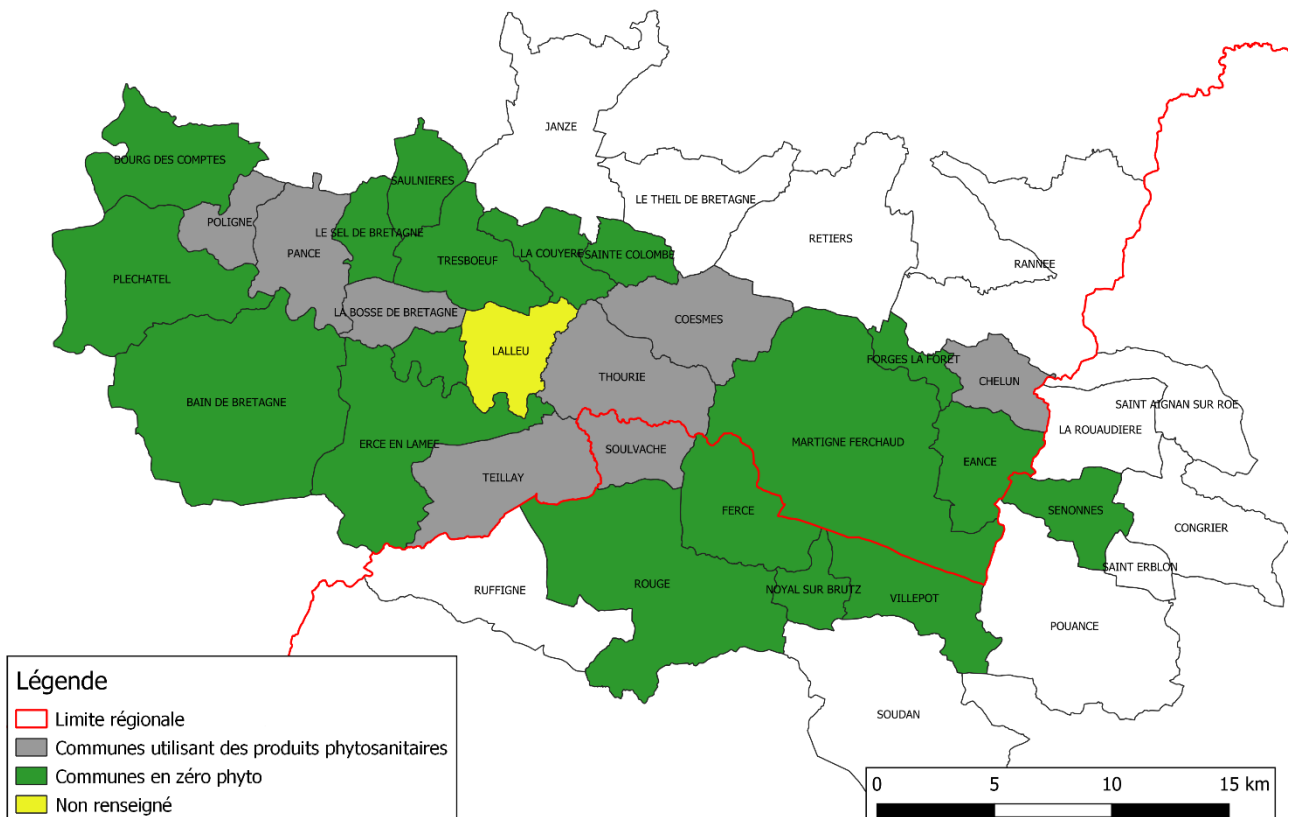 JANZE
BOURG DES COMPTES
SAULNIERES
LE THEIL DE BRETAGNE
POLIGNE
LE SEL DE BRETAGNE
RETIERS
PANCE
LA COUYERE
SAINTE COLOMBE
TRESBOEUF
RANNEE
PLECHATEL
LA BOSSE DE BRETAGNE
COESMES
LALLEU
FORGES LA FORET
THOURIE
CHELUN
BAIN DE BRETAGNE
SAINT AIGNAN SUR ROE
LA ROUAUDIERE
ERCE EN LAMEE
MARTIGNE FERCHAUD
SOULVACHE
EANCE
TEILLAY
FERCE
SENONNES
CONGRIER
SAINT ERBLON
ROUGE
RUFFIGNE
NOYAL SUR BRUTZ
VILLEPOT
POUANCE
SOUDAN
Légende
Limite régionale
Communes utilisant des produits phytosanitaires
Communes en zéro phyto
Non renseigné
0 5 10 15 km